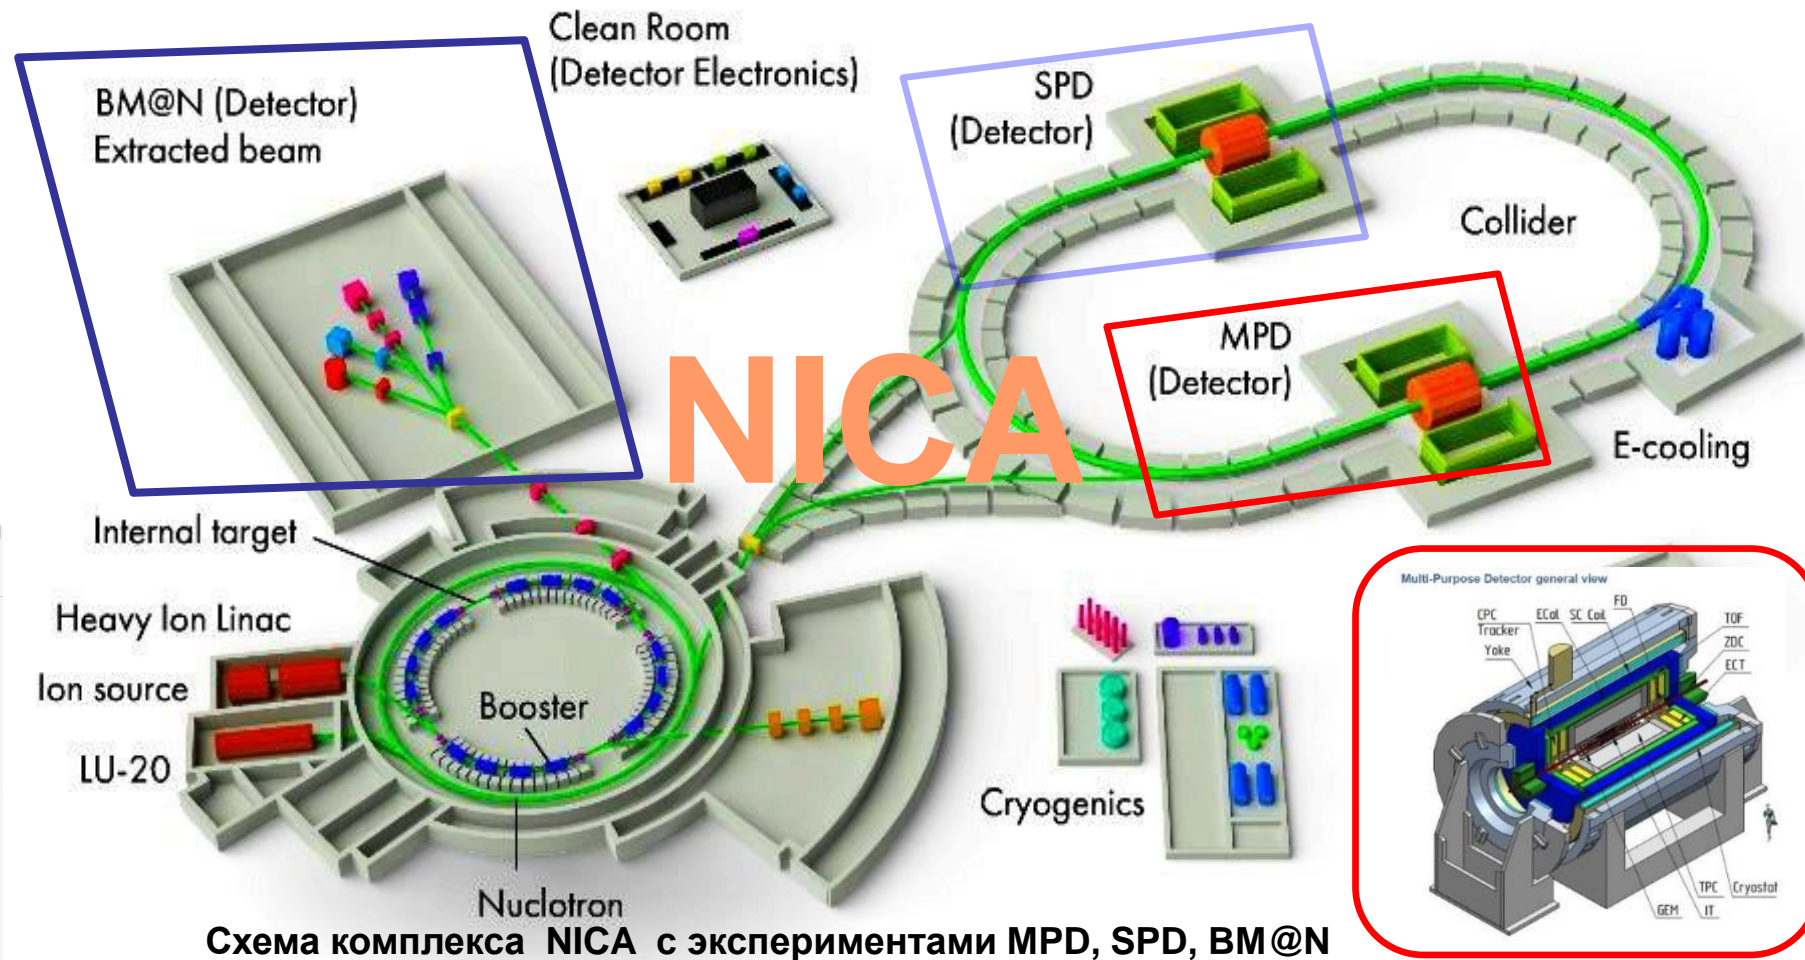 Clean Room
(Detector Electronics)
BM@N (Detector)
Extracted beam
SPD
(Detector)
Collider
MPD
(Detector)
NICA
E-cooling
Internal target
Heavy Ion Linac
Ion source
LU-20
Booster
Nuclotron
Cryogenics
Multi-Purpose Detector general view
FD
CPC
Tracker
ECal
SC Coil
Yoke
TOF
ZDC
ECT
TPC
Cryostat
GEM
IT
Схема комплекса NICA с экспериментами MPD, SPD, BM@N